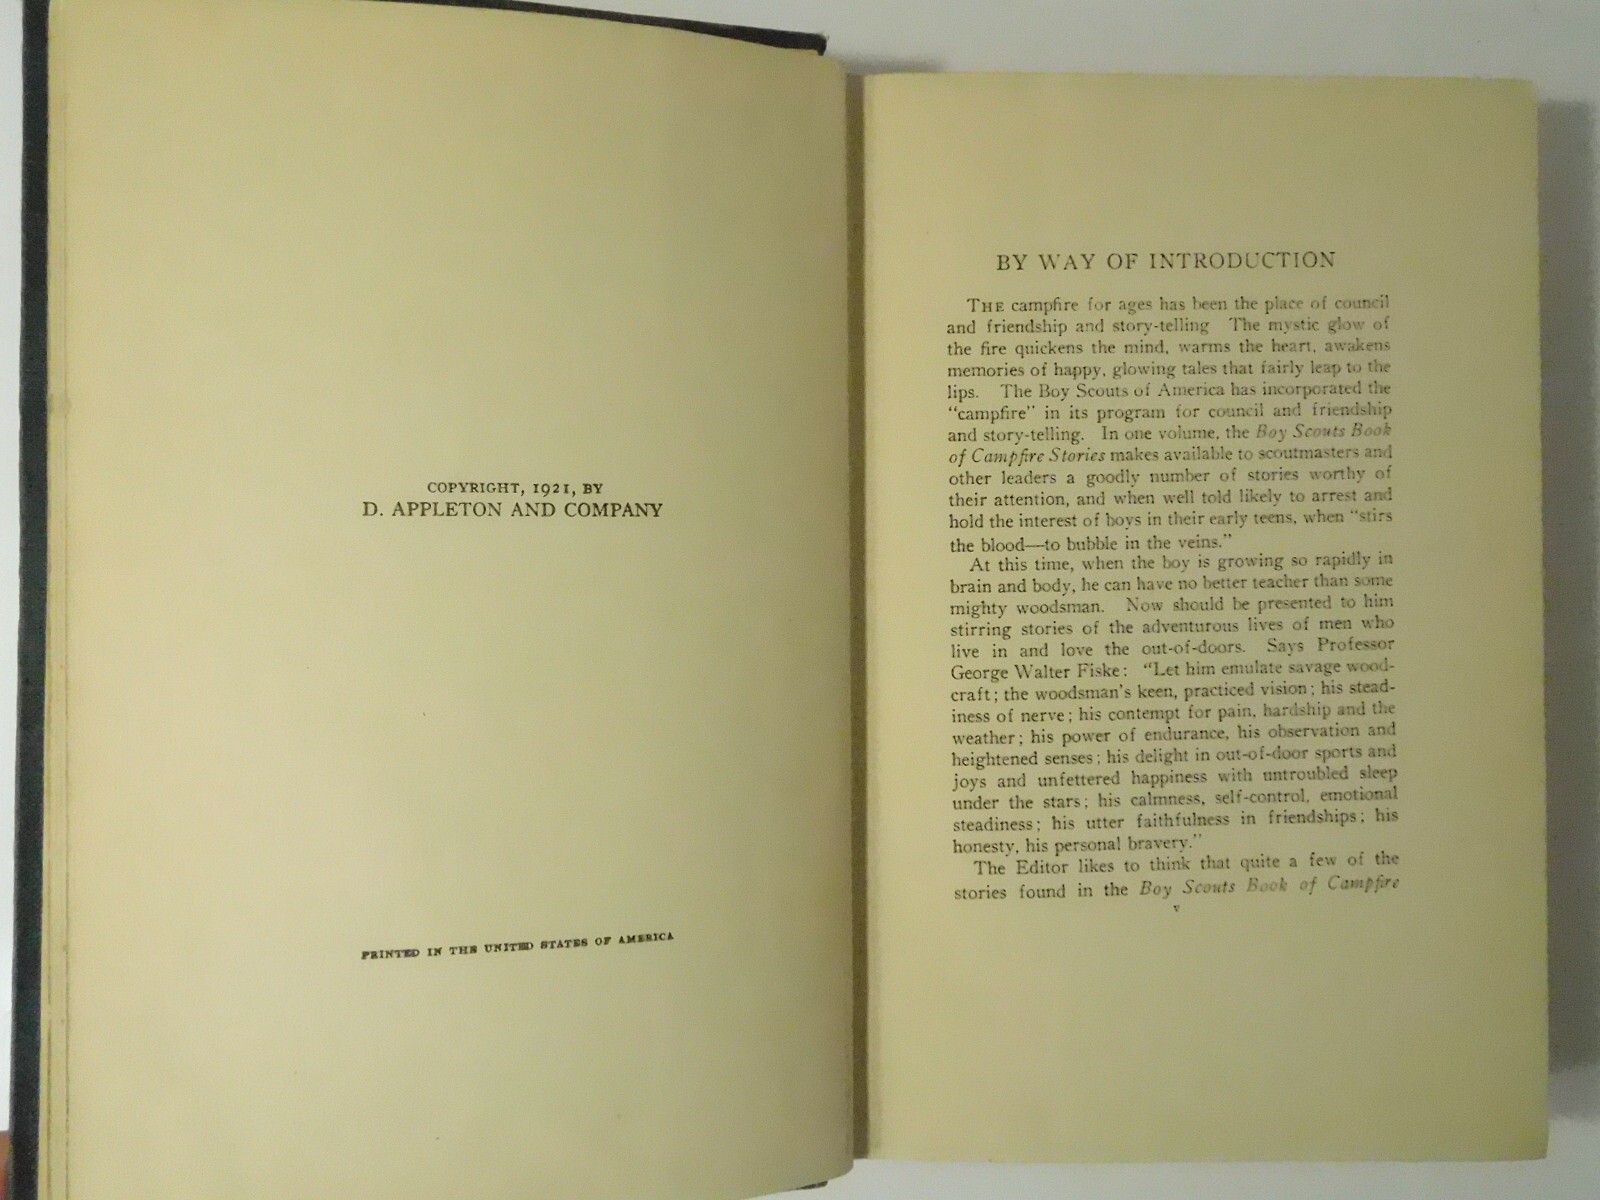 COPYRIGHT, 1921, BY
D. APPLETON AND COMPANY
PRINTED IN THE UNITED STATES OF AMERICA
BY WAY OF INTRODUCTION
THE campfire for ages has been the place of council
and friendship and story-telling The mystic glow of
the fire quickens the mind, warms the heart, awakens
memories of happy, glowing tales that fairly leap to the
lips. The Boy Scouts of America has incorporated the
"campfire" in its program for council and friendship
and story-telling. In one volume, the Boy Scouts Book
of Campfire Stories makes available to scoutmasters and
other leaders a goodly number of stories worthy of
their attention, and when well told likely to arrest and
hold the interest of boys in their early teens, when "stirs
the blood—to bubble in the veins."
At this time, when the boy is growing so rapidly in
brain and body, he can have no better teacher than some
mighty woodsman. Now should be presented to him
stirring stories of the adventurous lives of men who
live in and love the out-of-doors. Says Professor
George Walter Fiske: "Let him emulate savage wood-
craft; the woodsman's keen, practiced vision; his stead-
iness of nerve; his contempt for pain, hardship and the
weather; his power of endurance, his observation and
heightened senses; his delight in out-of-door sports and
joys and unfettered happiness with untroubled sleep
under the stars; his calmness, self-control, emotional
steadiness; his utter faithfulness in friendships; his
honesty, his personal bravery."
The Editor likes to think that quite a few of the
stories found in the Boy Scouts Book of Campfire
v